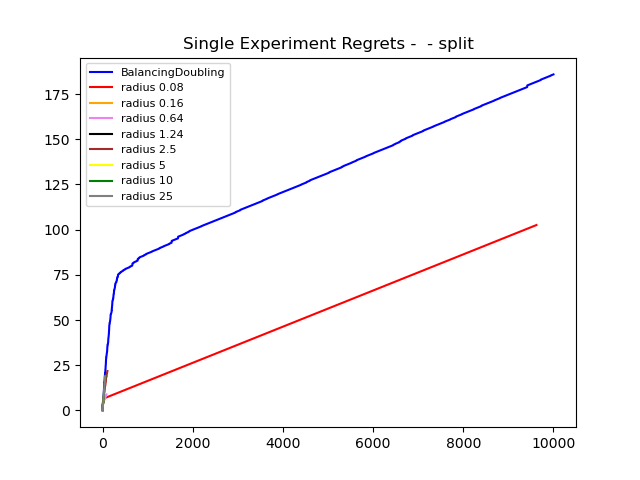 Single Experiment Regrets -  - split
BalancingDoubling
radius 0.08
radius 0.16
radius 0.64
radius 1.24
radius 2.5
radius 5
radius 10
radius 25
175
150
125
100
75
50
25
0
0 2000 4000 6000 8000 10000